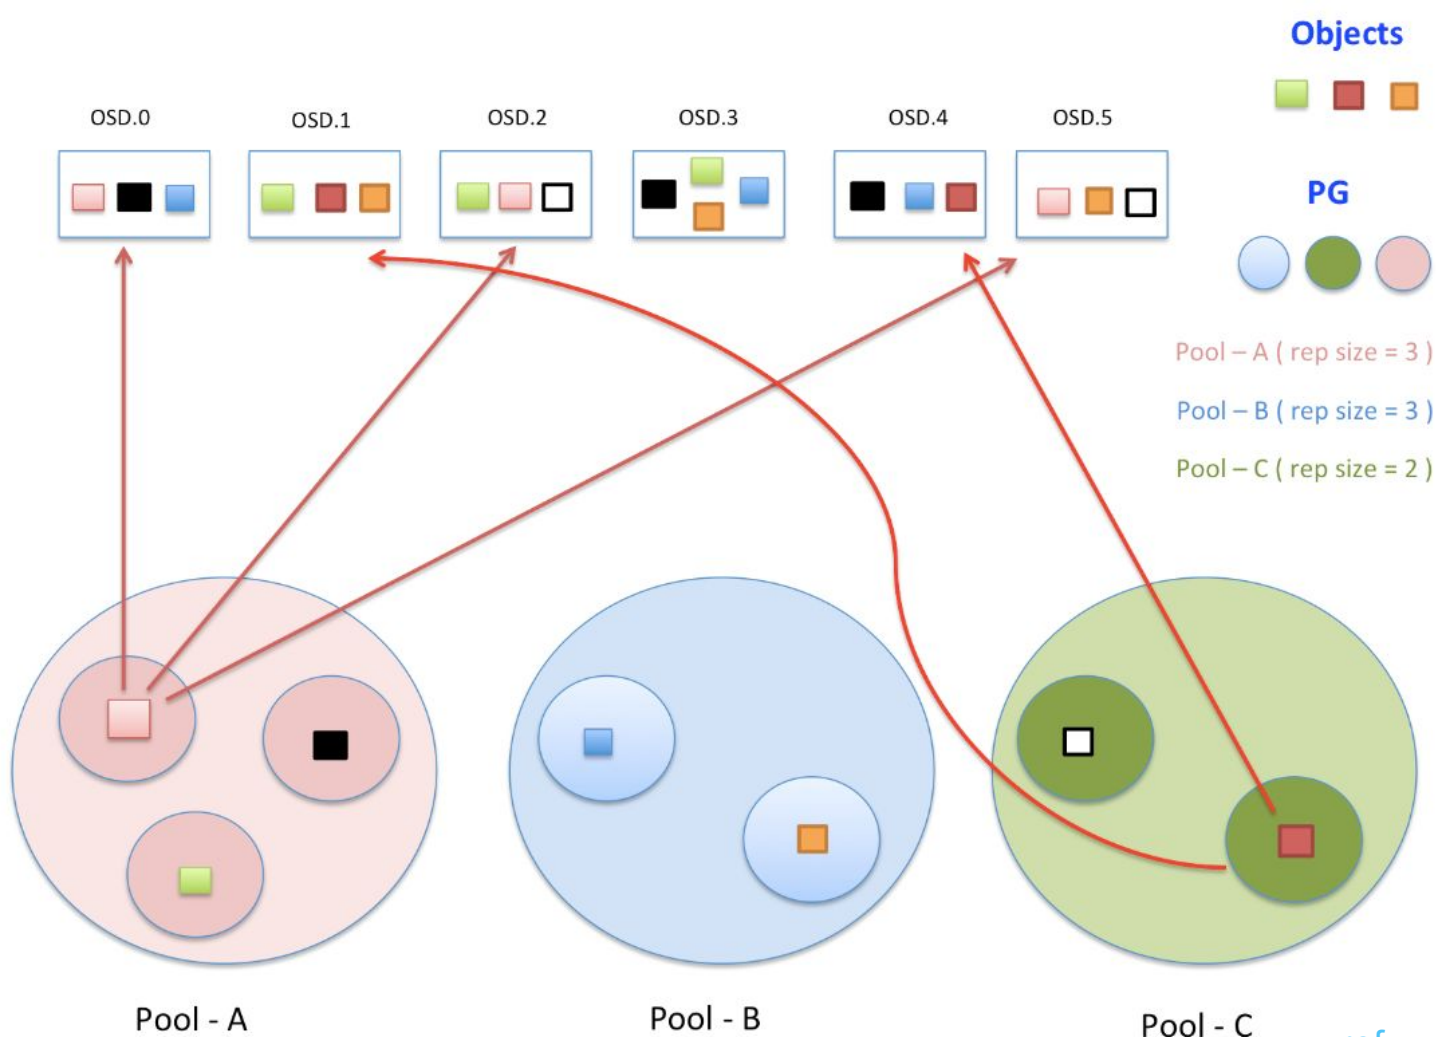 Objects
OSD.0
OSD.1
OSD.2
OSD.3
OSD.4
OSD.5
PG
Pool – A ( rep size = 3 )
Pool – B ( rep size = 3 )
Pool – C ( rep size = 2 )
Pool - A
Pool - B
Pool - C